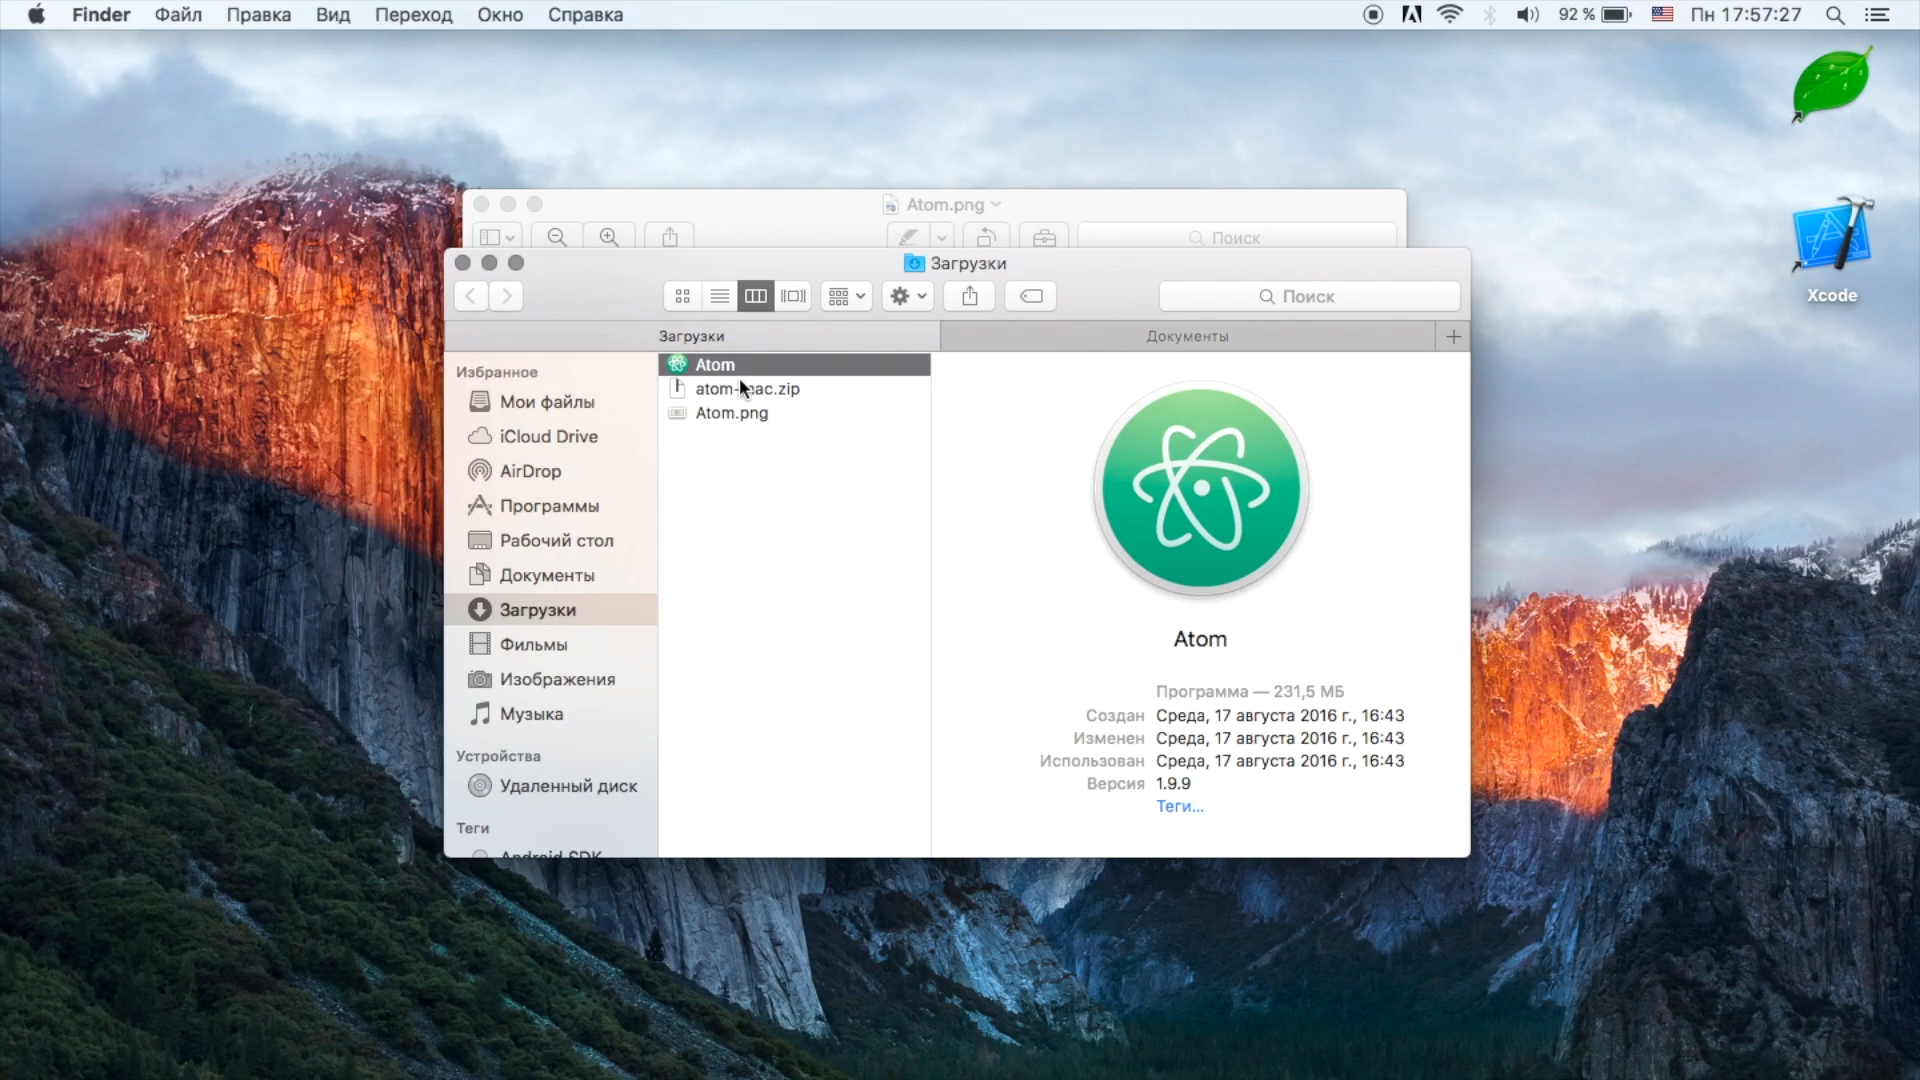 Finder Файл Правка Вид Переход Окно Справка 92 % Пн 17:57:27
Xcode
Atom.png
Поиск
Загрузки
Поиск
Загрузки Документы
Избранное
Мои файлы
iCloud Drive
AirDrop
Программы
Рабочий стол
Документы
Загрузки
Фильмы
Изображения
Музыка
Устройства
Удаленный диск
Теги
Android SDK
Atom
Atom.png
Atom
Программа — 231,5 МБ
Создан Среда, 17 августа 2016 г., 16:43
Изменен Среда, 17 августа 2016 г., 16:43
Использован Среда, 17 августа 2016 г., 16:43
Версия 1.9.9
Теги...